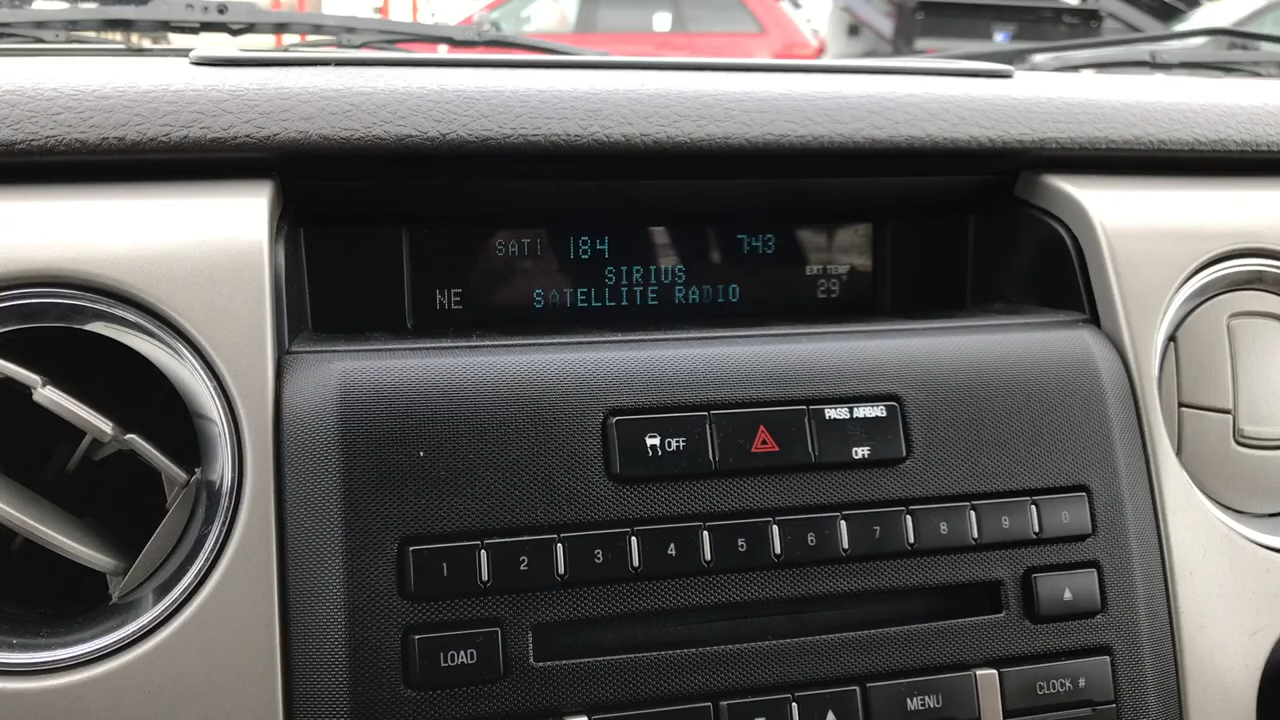 SAT1 184 7:43
SIRIUS
EXT TEMP
NE SATELLITE RADIO 29°
OFF
PASS AIRBAG
OFF
1 2 3 4 5 6 7 8 9 0
LOAD
MENU
CLOCK #